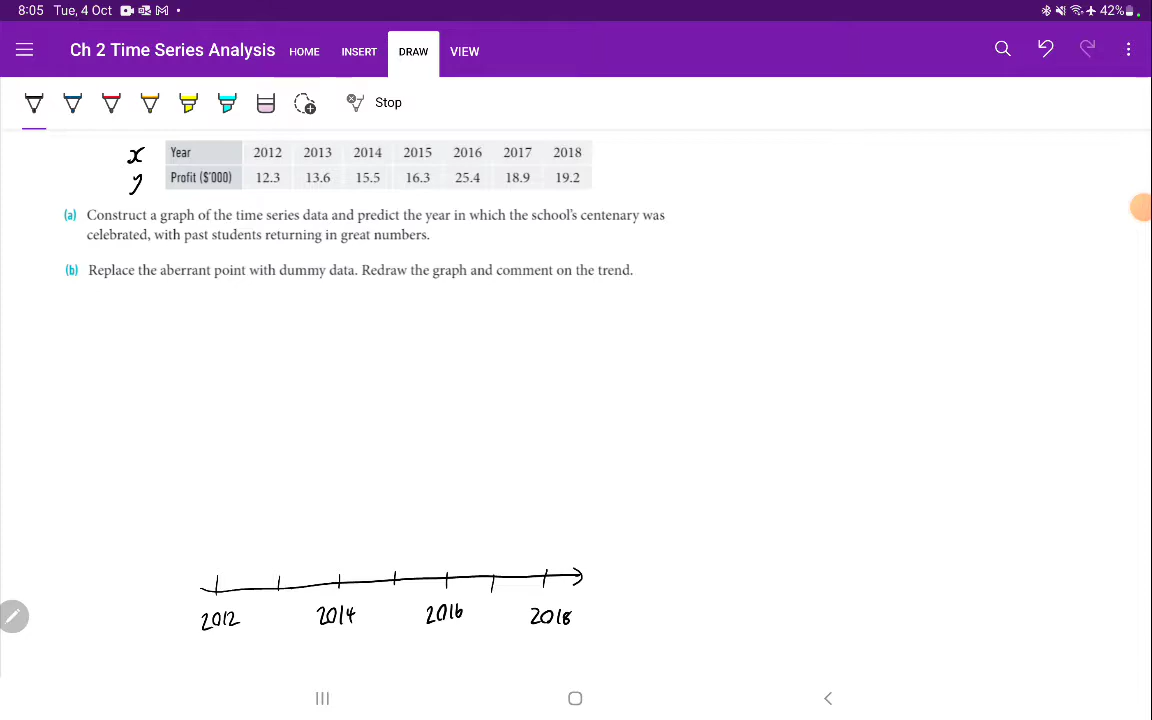 8:05 Tue, 4 Oct 42%
Ch 2 Time Series Analysis HOME INSERT DRAW VIEW
Stop
x Year 2012 2013 2014 2015 2016 2017 2018
y Profit ($'000) 12.3 13.6 15.5 16.3 25.4 18.9 19.2
(a) Construct a graph of the time series data and predict the year in which the school's centenary was
celebrated, with past students returning in great numbers.
(b) Replace the aberrant point with dummy data. Redraw the graph and comment on the trend.
2012 2014 2016 2018